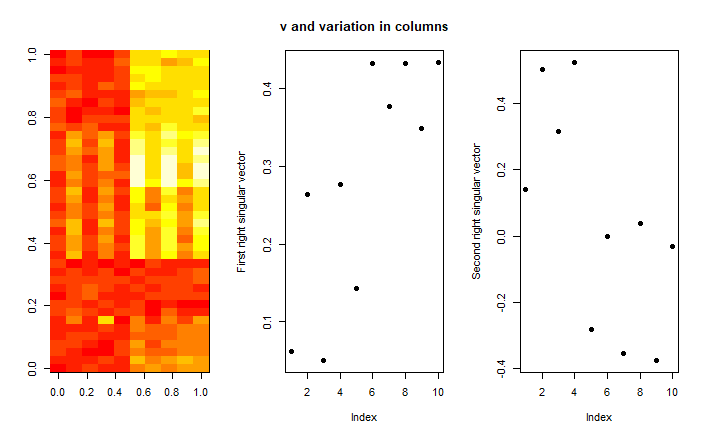 v and variation in columns
0.0 0.2 0.4 0.6 0.8 1.0
0.0 0.2 0.4 0.6 0.8 1.0
First right singular vector
0.1 0.2 0.3 0.4
2 4 6 8 10
Index
Second right singular vector
-0.4 -0.2 0.0 0.2 0.4
2 4 6 8 10
Index